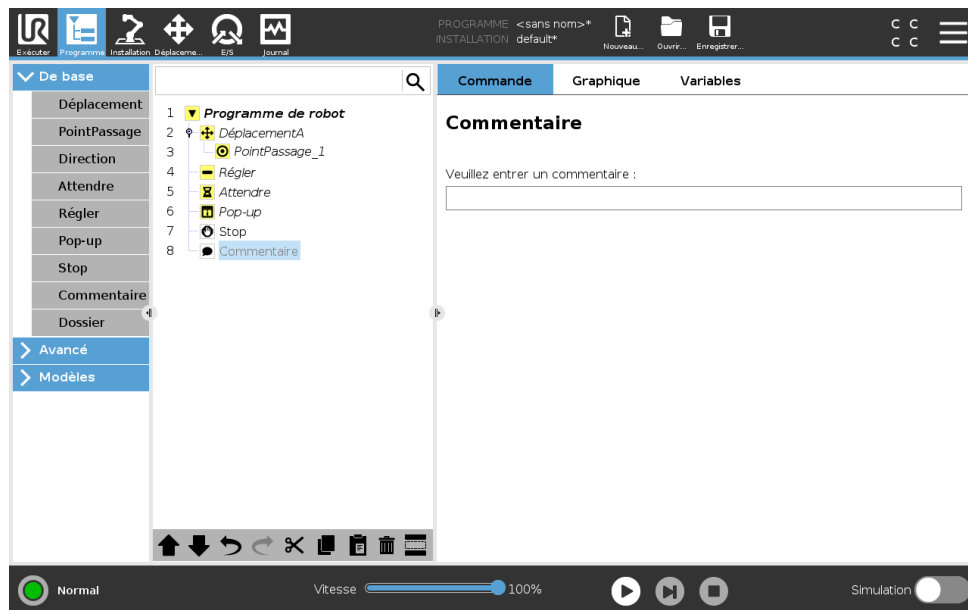 PROGRAMME <sans nom>*
INSTALLATION default*
Exécuter Programme Installation Déplaceme... E/S Journal
Nouveau... Ouvrir... Enregistrer...
C C
C C
De base
Déplacement
PointPassage
Direction
Attendre
Régler
Pop-up
Stop
Commentaire
Dossier
Avancé
Modèles
1 Programme de robot
2 DéplacementA
3 PointPassage_1
4 Régler
5 Attendre
6 Pop-up
7 Stop
8 Commentaire
Commande Graphique Variables
Commentaire
Veuillez entrer un commentaire :
Normal
Vitesse 100%
Simulation